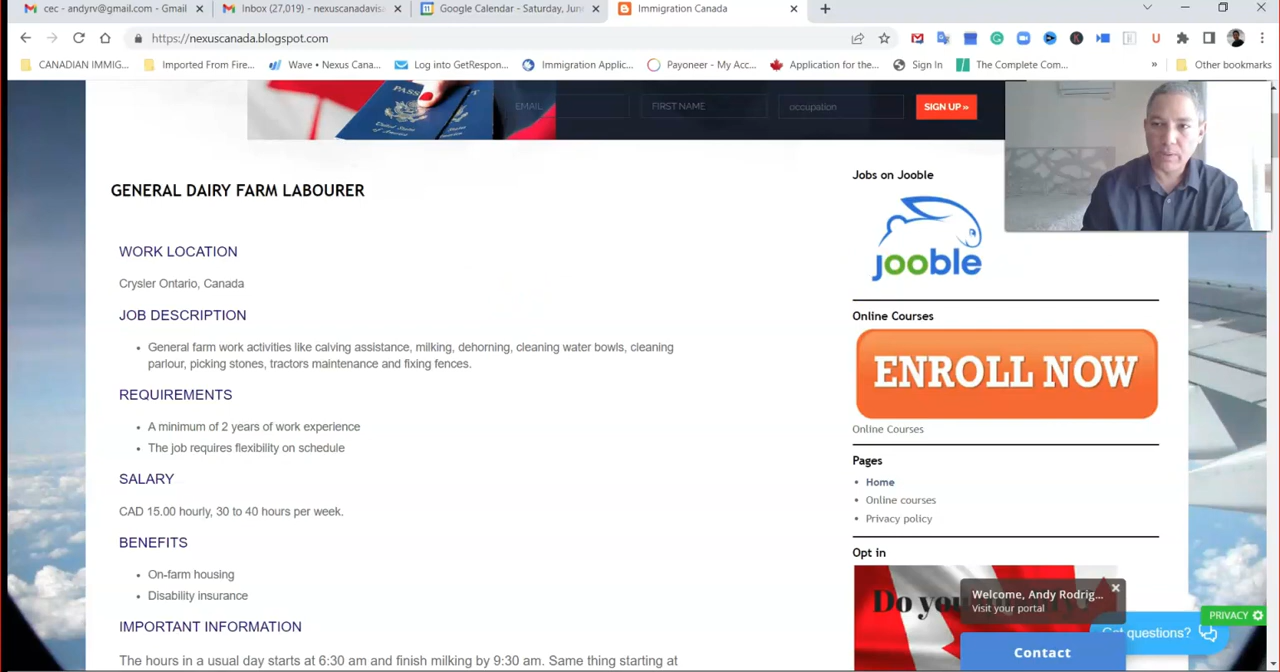 cec - andyrv@gmail.com - Gmail
Inbox (27,019) - nexuscanadavis
Google Calendar - Saturday, Jun
Immigration Canada
https://nexuscanada.blogspot.com
CANADIAN IMMIG...
Imported From Fire...
Wave • Nexus Cana...
Log into GetRespon...
Immigration Applic...
Payoneer - My Acc...
Application for the...
Sign In
The Complete Com...
»
Other bookmarks
PASS
EMAIL
FIRST NAME
occupation
SIGN UP »
GENERAL DAIRY FARM LABOURER
WORK LOCATION
Crysler Ontario, Canada
JOB DESCRIPTION
• General farm work activities like calving assistance, milking, dehorning, cleaning water bowls, cleaning
parlour, picking stones, tractors maintenance and fixing fences.
REQUIREMENTS
• A minimum of 2 years of work experience
• The job requires flexibility on schedule
SALARY
CAD 15.00 hourly, 30 to 40 hours per week.
BENEFITS
• On-farm housing
• Disability insurance
IMPORTANT INFORMATION
The hours in a usual day starts at 6:30 am and finish milking by 9:30 am. Same thing starting at
Jobs on Jooble
jooble
Online Courses
ENROLL NOW
Online Courses
Pages
• Home
• Online courses
• Privacy policy
Opt in
Do yo
Welcome, Andy Rodrig...
Visit your portal
PRIVACY
Got questions?
Contact